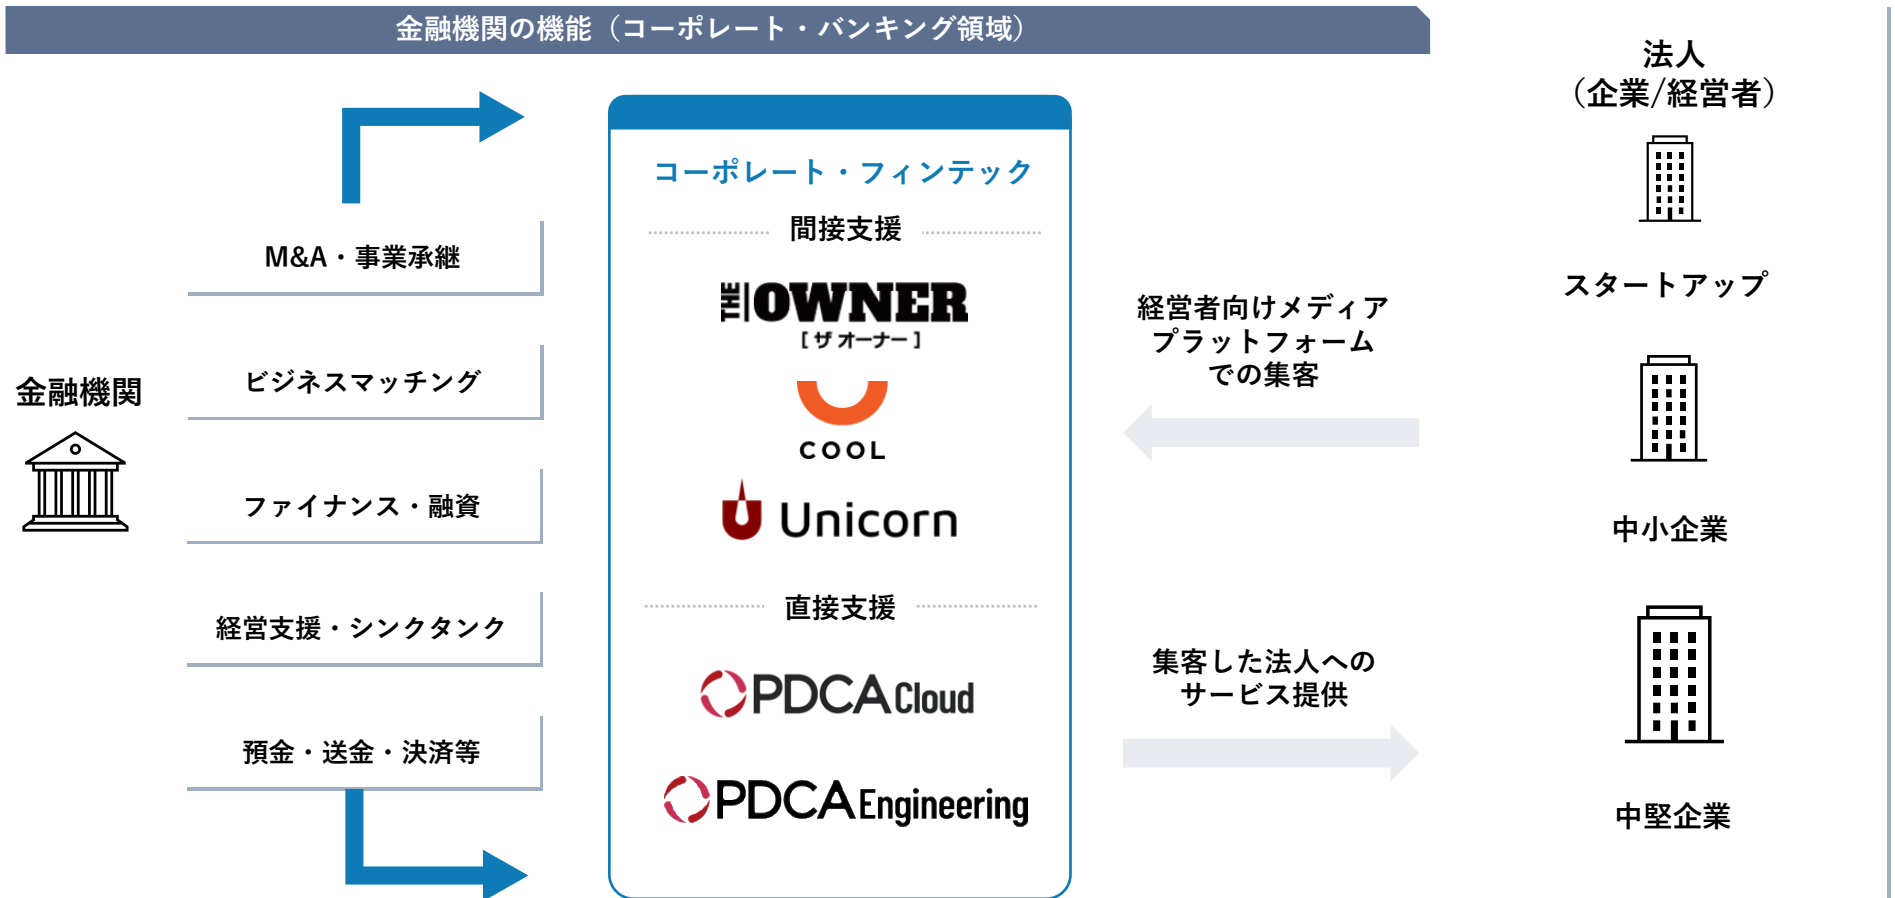 金融機関の機能（コーポレート・バンキング領域）
金融機関
M&A・事業承継
ビジネスマッチング
ファイナンス・融資
経営支援・シンクタンク
預金・送金・決済等
コーポレート・フィンテック
間接支援
THE OWNER
[ザ オーナー]
COOL
Unicorn
直接支援
PDCA Cloud
PDCA Engineering
経営者向けメディア
プラットフォーム
での集客
集客した法人への
サービス提供
法人
（企業/経営者）
スタートアップ
中小企業
中堅企業